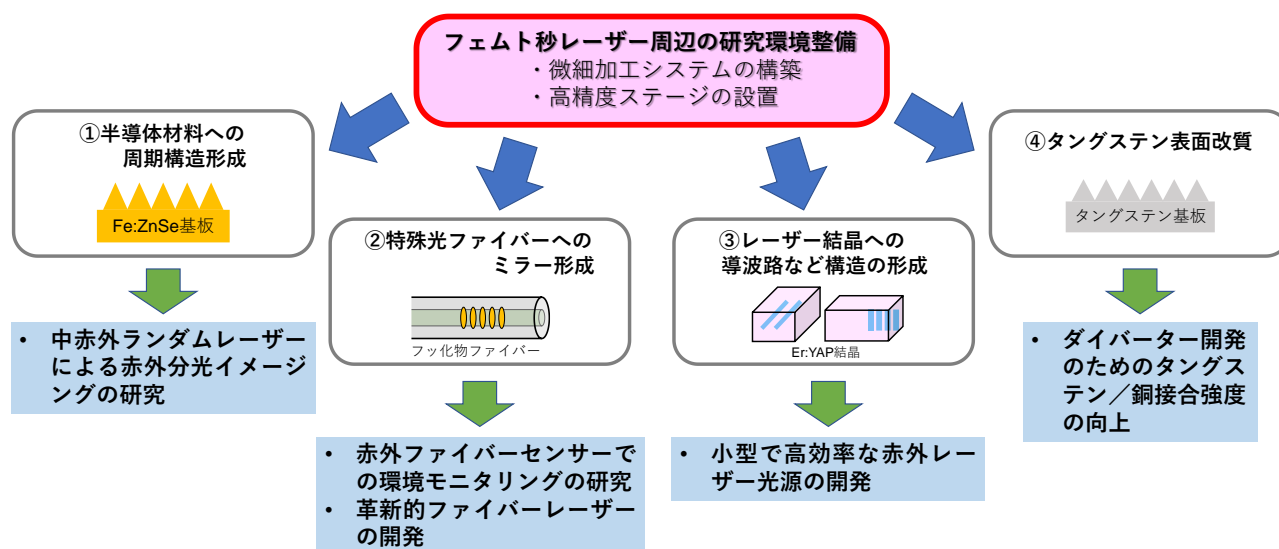 フェムト秒レーザー周辺の研究環境整備
・微細加工システムの構築
・高精度ステージの設置
①半導体材料への
周期構造形成
Fe:ZnSe基板
• 中赤外ランダムレーザー
による赤外分光イメージ
ングの研究
②特殊光ファイバーへの
ミラー形成
フッ化物ファイバー
• 赤外ファイバーセンサーで
の環境モニタリングの研究
• 革新的ファイバーレーザー
の開発
③レーザー結晶への
導波路など構造の形成
Er:YAP結晶
• 小型で高効率な赤外レー
ザー光源の開発
④タングステン表面改質
タングステン基板
• ダイバーター開発
のためのタングス
テン／銅接合強度
の向上